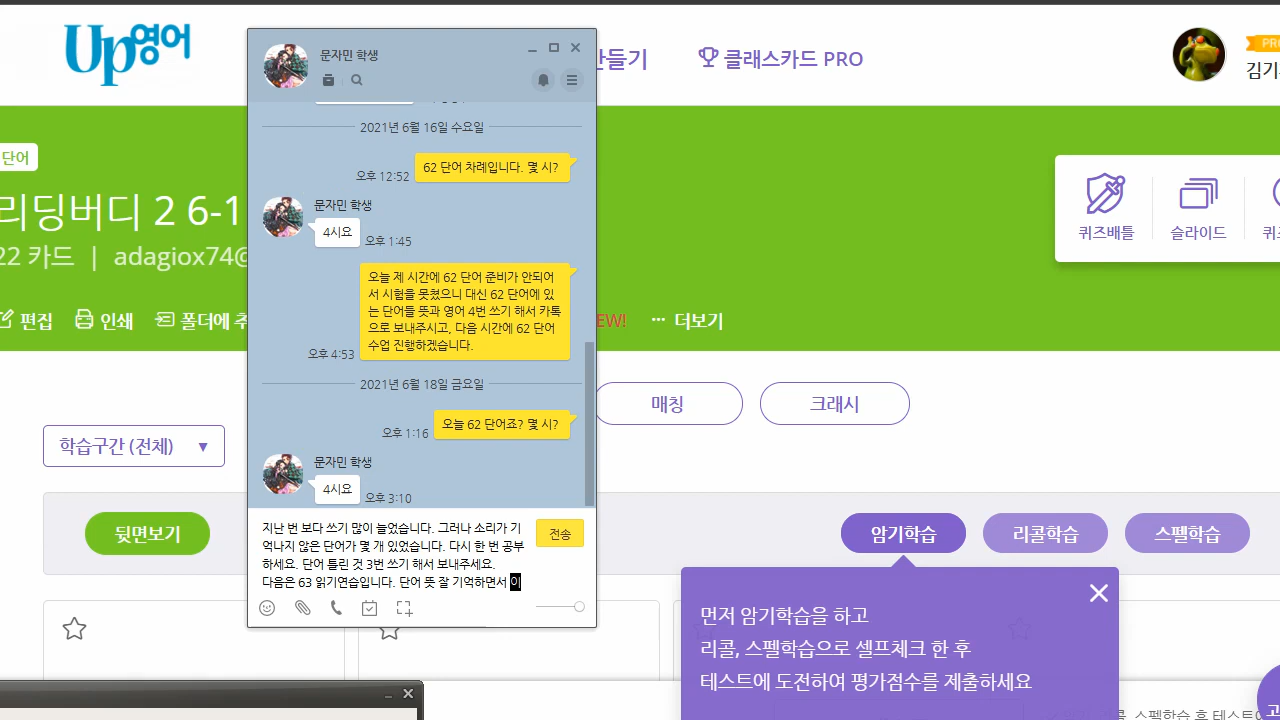 Up영어
만들기
클래스카드 PRO
PRO
김기
단어
리딩버디 2 6-1
22 카드 | adagiox74@
편집
인쇄
폴더에 추
EW!
··· 더보기
퀴즈배틀
슬라이드
퀴즈
문자민 학생
2021년 6월 16일 수요일
62 단어 차례입니다. 몇 시?
오후 12:52
문자민 학생
4시요
오후 1:45
오늘 제 시간에 62 단어 준비가 안되어
서 시험을 못쳤으니 대신 62 단어에 있
는 단어들 뜻과 영어 4번 쓰기 해서 카톡
으로 보내주시고, 다음 시간에 62 단어
수업 진행하겠습니다.
오후 4:53
2021년 6월 18일 금요일
오늘 62 단어죠? 몇 시?
오후 1:16
문자민 학생
4시요
오후 3:10
지난 번 보다 쓰기 많이 늘었습니다. 그러나 소리가 기
억나지 않은 단어가 몇 개 있었습니다. 다시 한 번 공부
하세요. 단어 틀린 것 3번 쓰기 해서 보내주세요.
다음은 63 읽기연습입니다. 단어 뜻 잘 기억하면서 이
전송
매칭
크래시
학습구간 (전체) ▼
뒷면보기
암기학습
리콜학습
스펠학습
먼저 암기학습을 하고
리콜, 스펠학습으로 셀프체크 한 후
테스트에 도전하여 평가점수를 제출하세요
고